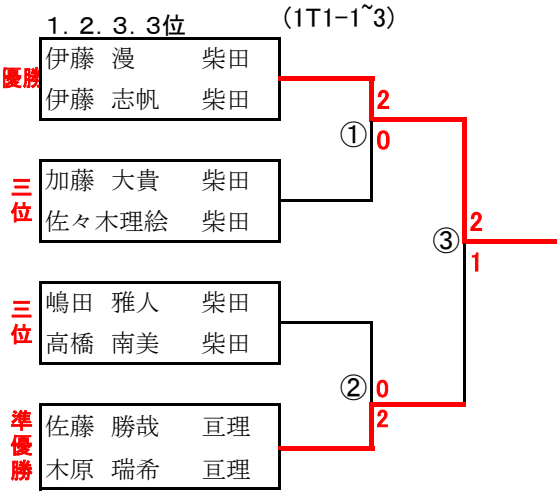 1．2．3．3位 (1T1-1~3)
優勝
伊藤 漫 柴田
伊藤 志帆 柴田
2
① 0
三位
加藤 大貴 柴田
佐々木理絵 柴田
2
③
1
三位
嶋田 雅人 柴田
高橋 南美 柴田
② 0
2
準優勝
佐藤 勝哉 亘理
木原 瑞希 亘理